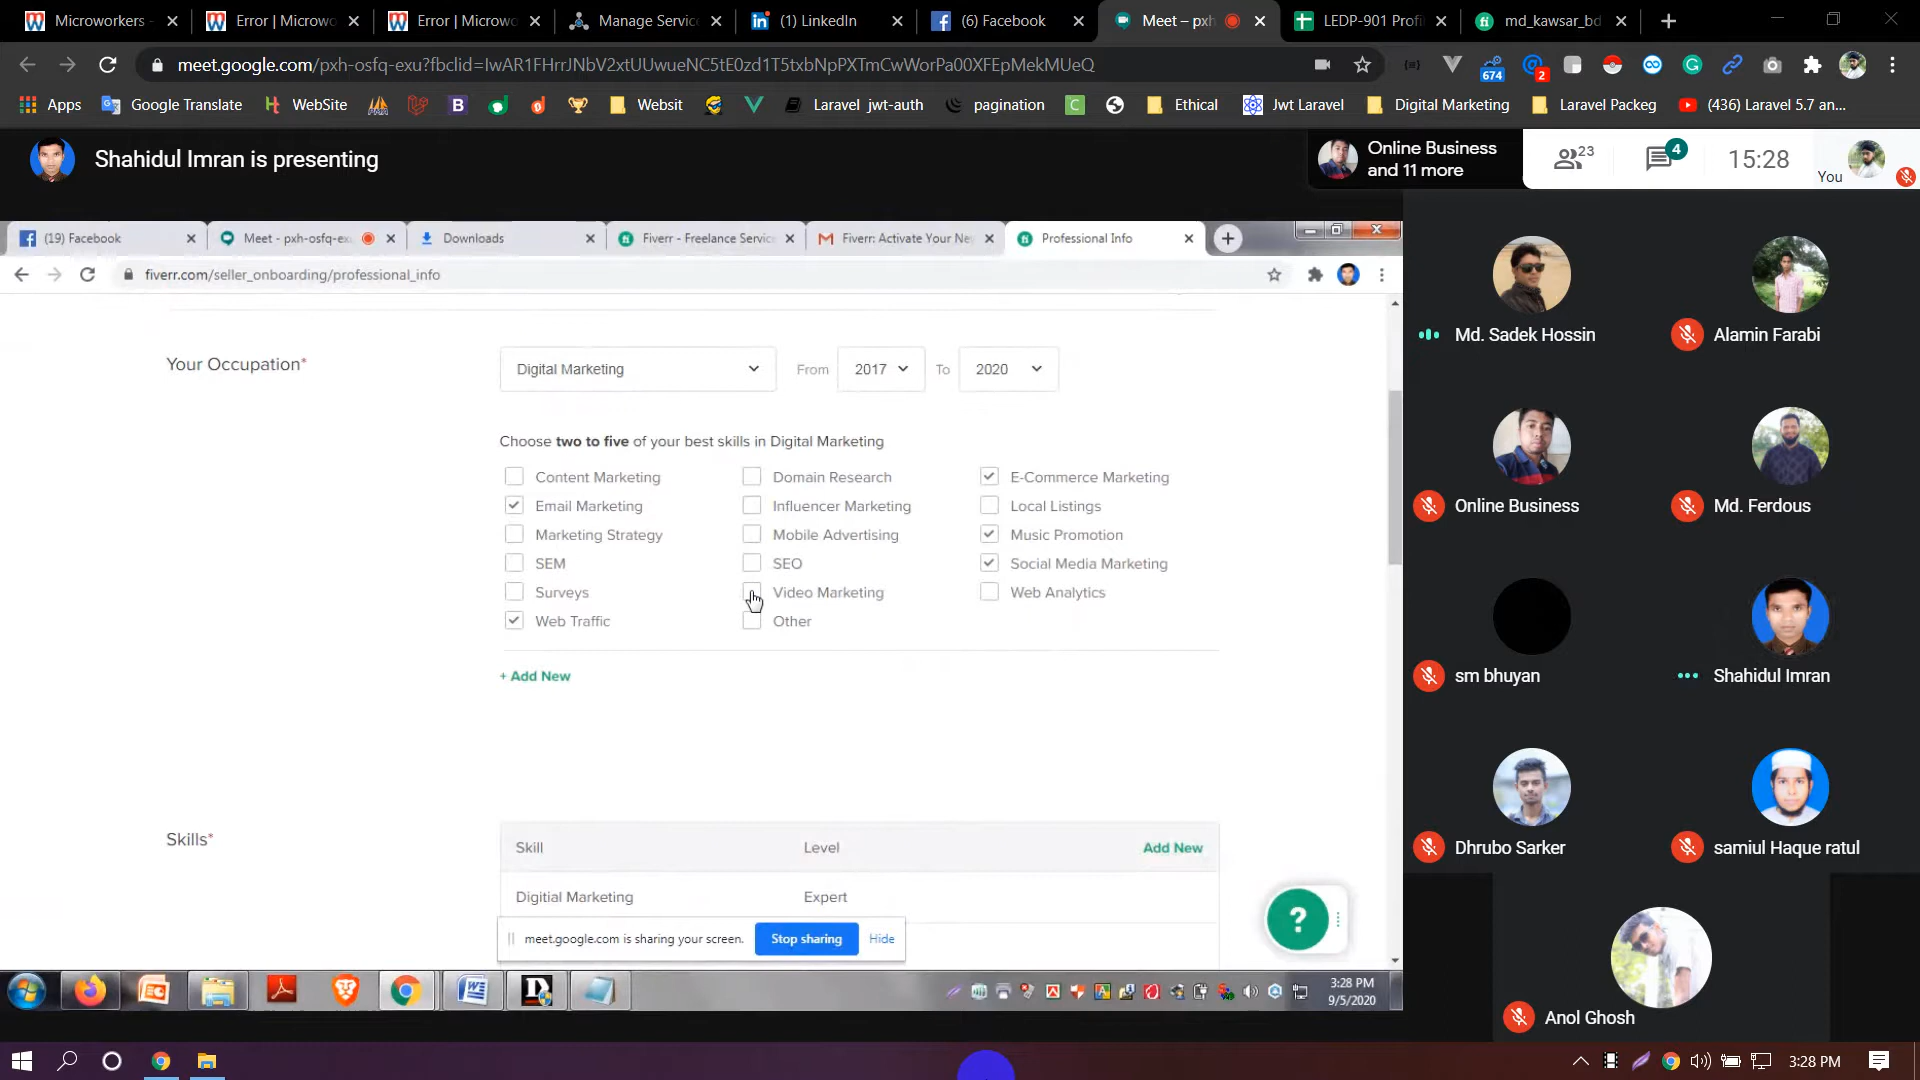 Microworkers -
Error | Microwo
Error | Microwo
Manage Servic
(1) LinkedIn
(6) Facebook
Meet – pxh
LEDP-901 Profi
md_kawsar_bd
meet.google.com/pxh-osfq-exu?fbclid=IwAR1FHrrJNbV2xtUUwueNC5tE0zd1T5txbNpPXTmCwWorPa00XFEpMekMUeQ
674
2
Apps
Google Translate
WebSite
Websit
Laravel jwt-auth
pagination
Ethical
Jwt Laravel
Digital Marketing
Laravel Packeg
(436) Laravel 5.7 an...
Shahidul Imran is presenting
Online Business
and 11 more
23
4
15:28
You
(19) Facebook
Meet - pxh-osfq-ex
Downloads
Fiverr - Freelance Servic
Fiverr: Activate Your Ne
Professional Info
fiverr.com/seller_onboarding/professional_info
Your Occupation*
Digital Marketing
From
2017
To
2020
Choose two to five of your best skills in Digital Marketing
Content Marketing
Domain Research
E-Commerce Marketing
Email Marketing
Influencer Marketing
Local Listings
Marketing Strategy
Mobile Advertising
Music Promotion
SEM
SEO
Social Media Marketing
Surveys
Video Marketing
Web Analytics
Web Traffic
Other
+ Add New
Skills*
Skill
Level
Add New
Digitial Marketing
Expert
meet.google.com is sharing your screen.
Stop sharing
Hide
?
3:28 PM
9/5/2020
Md. Sadek Hossin
Alamin Farabi
Online Business
Md. Ferdous
sm bhuyan
Shahidul Imran
Dhrubo Sarker
samiul Haque ratul
Anol Ghosh
3:28 PM